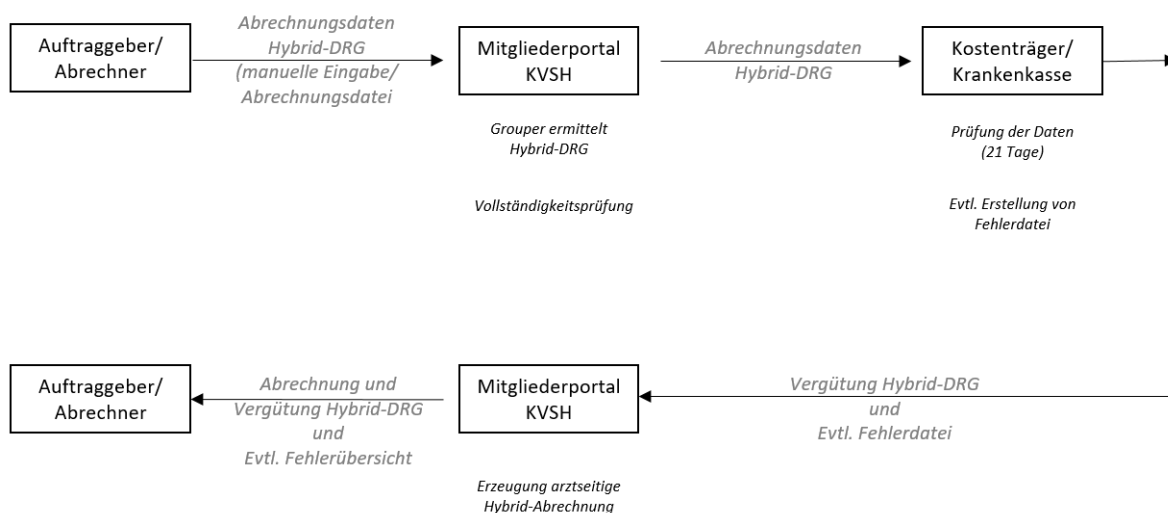 Auftraggeber/
Abrechner
Abrechnungsdaten
Hybrid-DRG
(manuelle Eingabe/
Abrechnungsdatei
Mitgliederportal
KVSH
Abrechnungsdaten
Hybrid-DRG
Kostenträger/
Krankenkasse
Grouper ermittelt
Hybrid-DRG
Vollständigkeitsprüfung
Prüfung der Daten
(21 Tage)
Evtl. Erstellung von
Fehlerdatei
Auftraggeber/
Abrechner
Abrechnung und
Vergütung Hybrid-DRG
und
Evtl. Fehlerübersicht
Mitgliederportal
KVSH
Vergütung Hybrid-DRG
und
Evtl. Fehlerdatei
Erzeugung arztseitige
Hybrid-Abrechnung